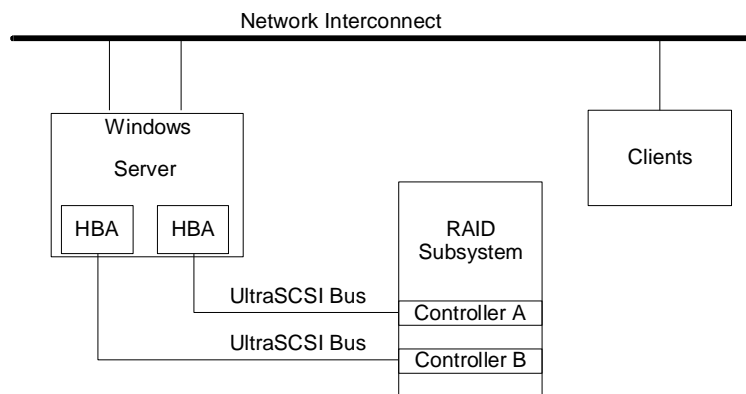 Network Interconnect
Windows
Server
Clients
HBA
HBA
RAID
Subsystem
UltraSCSI Bus
Controller A
UltraSCSI Bus
Controller B